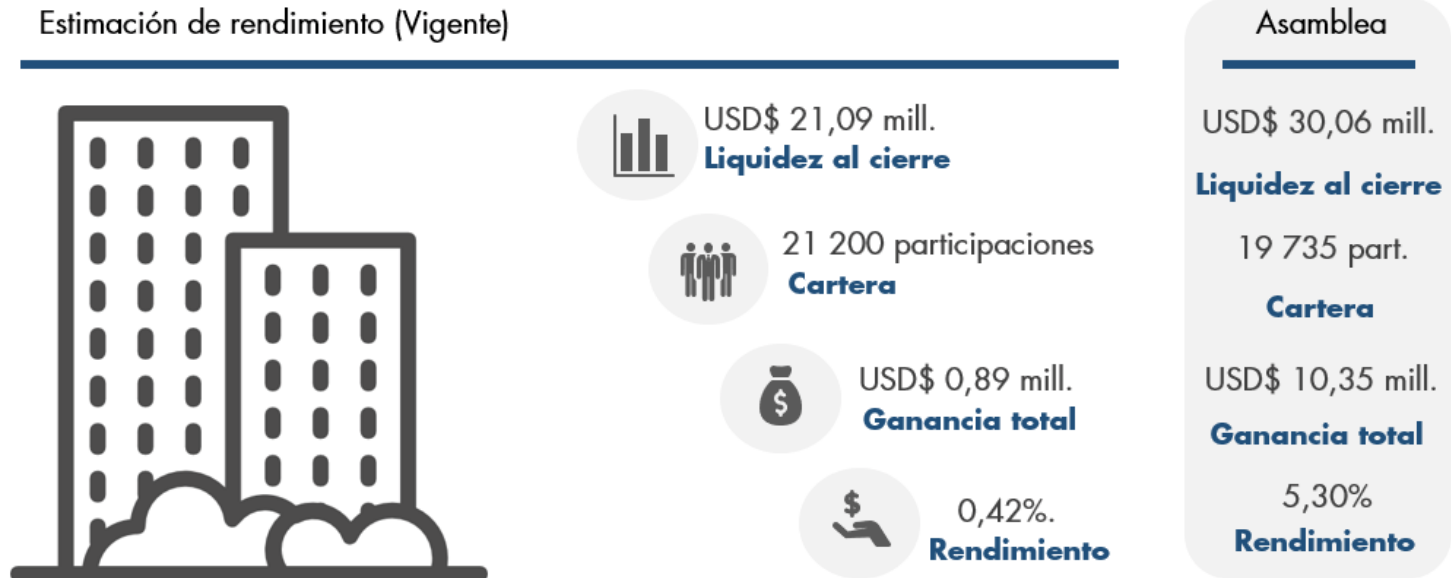 Estimación de rendimiento (Vigente)
USD$ 21,09 mill.
Liquidez al cierre
21 200 participaciones
Cartera
USD$ 0,89 mill.
Ganancia total
0,42%.
Rendimiento
Asamblea
USD$ 30,06 mill.
Liquidez al cierre
19 735 part.
Cartera
USD$ 10,35 mill.
Ganancia total
5,30%
Rendimiento